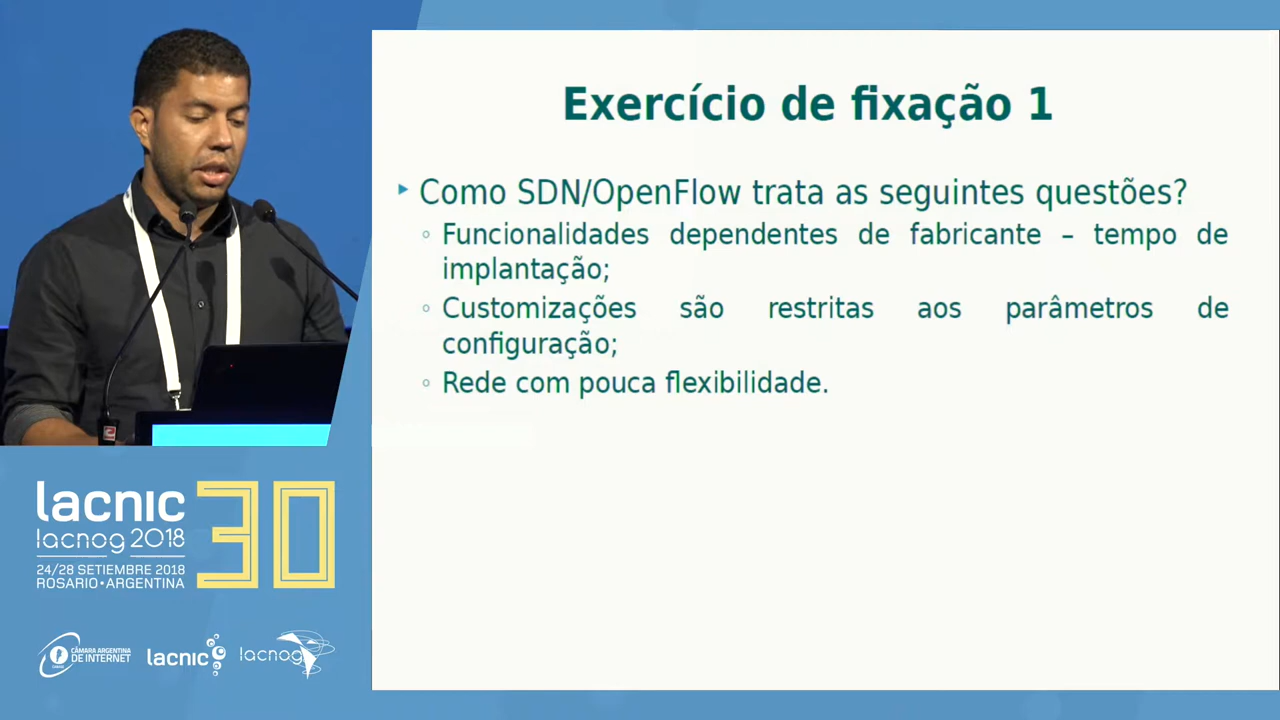 Exercício de fixação 1
Como SDN/OpenFlow trata as seguintes questões?
Funcionalidades dependentes de fabricante – tempo de
implantação;
Customizações são restritas aos parâmetros de
configuração;
Rede com pouca flexibilidade.
lacnic 30
lacnog 2018
24/28 SETIEMBRE 2018
ROSARIO•ARGENTINA
CÁMARA ARGENTINA
DE INTERNET
lacnic
lacnog